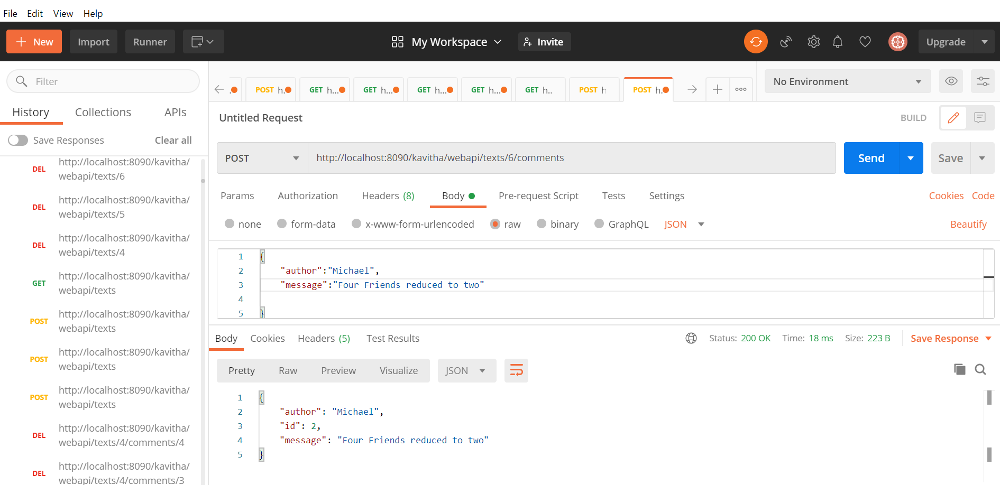 File Edit View Help
+ New Import Runner My Workspace Invite Upgrade
Filter
History Collections APIs
Save Responses Clear all
DEL http://localhost:8090/kavitha/
webapi/texts/6
DEL http://localhost:8090/kavitha/
webapi/texts/5
DEL http://localhost:8090/kavitha/
webapi/texts/4
GET http://localhost:8090/kavitha/
webapi/texts
POST http://localhost:8090/kavitha/
webapi/texts
POST http://localhost:8090/kavitha/
webapi/texts
POST http://localhost:8090/kavitha/
webapi/texts
DEL http://localhost:8090/kavitha/
webapi/texts/4/comments/4
DEL http://localhost:8090/kavitha/
webapi/texts/4/comments/3
. POST h. GET h... GET h... GET h... GET h... GET h.. POST h POST h. No Environment
Untitled Request BUILD
POST http://localhost:8090/kavitha/webapi/texts/6/comments Send Save
Params Authorization Headers (8) Body Pre-request Script Tests Settings Cookies Code
none form-data x-www-form-urlencoded raw binary GraphQL JSON Beautify
1 {
2 "author":"Michael",
3 "message":"Four Friends reduced to two"
4
5 }
Body Cookies Headers (5) Test Results Status: 200 OK Time: 18 ms Size: 223 B Save Response
Pretty Raw Preview Visualize JSON
1 {
2 "author": "Michael",
3 "id": 2,
4 "message": "Four Friends reduced to two"
5 }